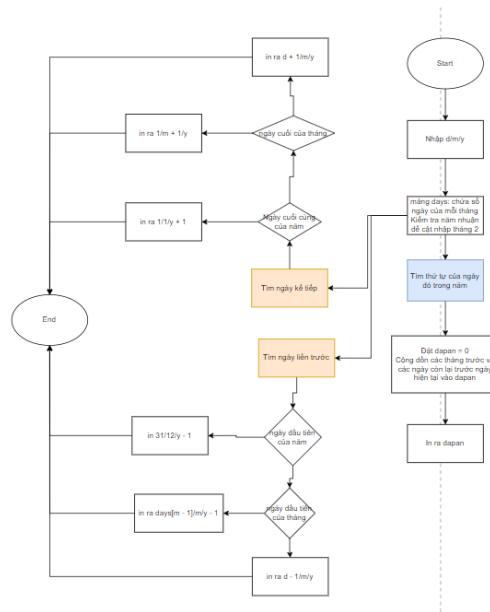 in ra d + 1/m/y
Start
in ra 1/m + 1/y
ngày cuối của tháng
Nhập d/m/y
in ra 1/1/y + 1
Ngày cuối cùng
của năm
mảng days: chứa số
ngày của mỗi tháng
Kiểm tra năm nhuận
để cật nhập tháng 2
Tìm ngày kế tiếp
Tìm thứ tự của ngày
đó trong năm
End
Tìm ngày liền trước
Đặt dapan = 0
Cộng dồn các tháng trước v
các ngày còn lại trước ngày
hiện tại vào dapan
in 31/12/y - 1
ngày đầu tiên
của năm
In ra dapan
in ra days[m - 1]/m/y - 1
ngày đầu tiên
của tháng
in ra d - 1/m/y